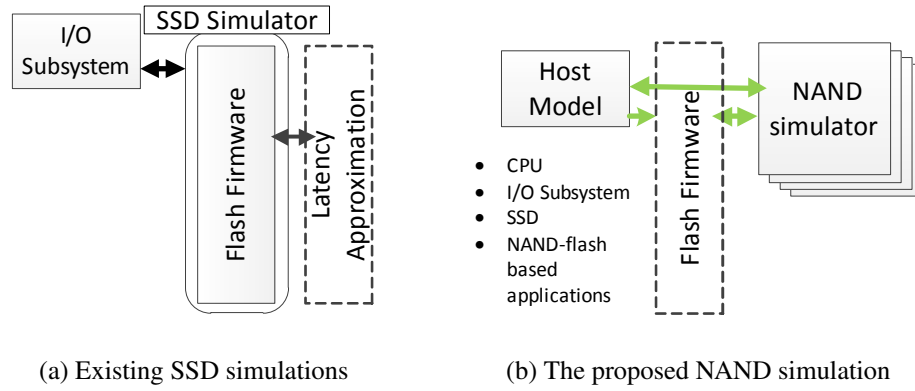 I/O
Subsystem
SSD Simulator
Flash Firmware
Latency
Approximation
(a) Existing SSD simulations
Host
Model
Flash Firmware
NAND
simulator
• CPU
• I/O Subsystem
• SSD
• NAND-flash
based
applications
(b) The proposed NAND simulation